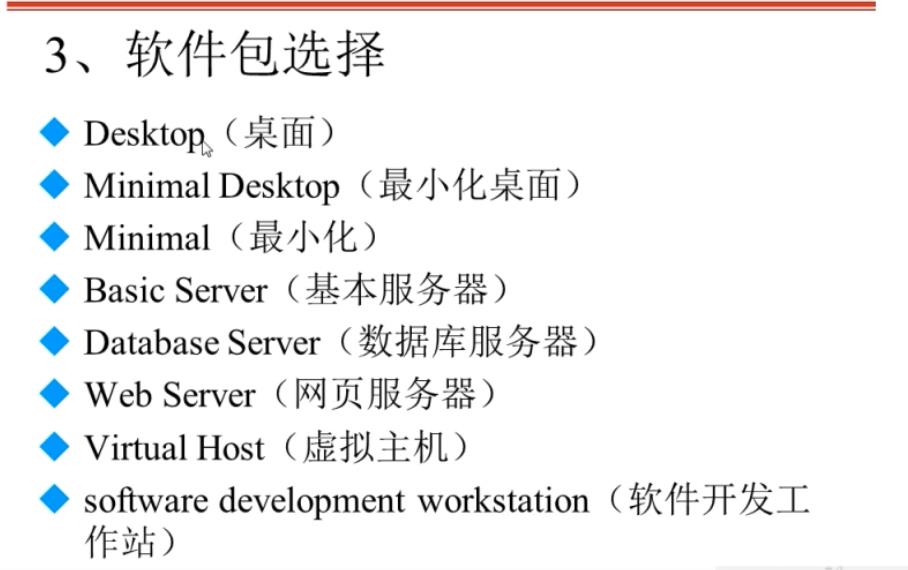 3、软件包选择
Desktop（桌面）
Minimal Desktop（最小化桌面）
Minimal（最小化）
Basic Server（基本服务器）
Database Server（数据库服务器）
Web Server（网页服务器）
Virtual Host（虚拟主机）
software development workstation（软件开发工
作站）